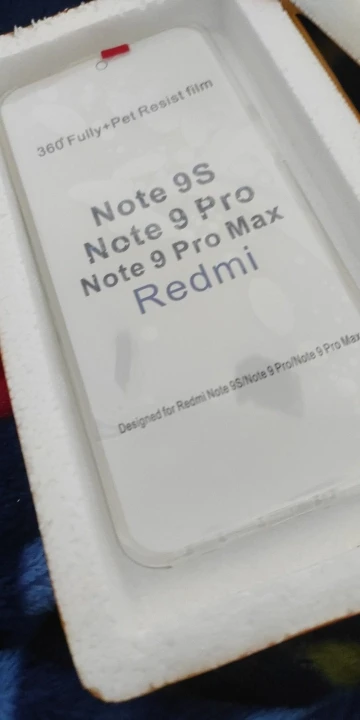 360°Fully+Pet Resist film
Note 9S
Note 9 Pro
Note 9 Pro Max
Redmi
Designed for Redmi Note 9S/Note 9 Pro/Note 9 Pro Max